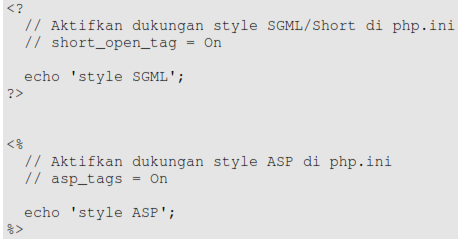 <?
// Aktifkan dukungan style SGML/Short di php.ini
// short_open_tag = On
echo 'style SGML';
?>
<%
// Aktifkan dukungan style ASP di php.ini
// asp_tags = On
echo 'style ASP';
%>